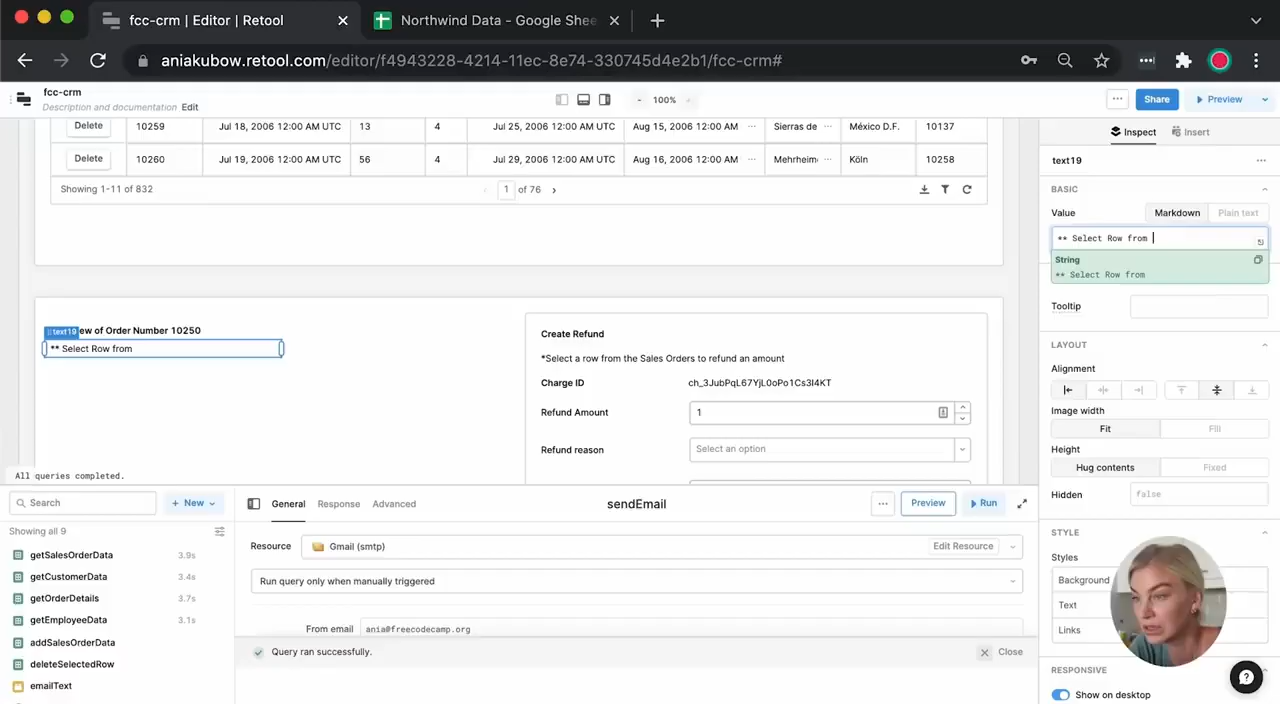 fcc-crm | Editor | Retool
Northwind Data - Google Shee
aniakubow.retool.com/editor/f4943228-4214-11ec-8e74-330745d4e2b1/fcc-crm#
fcc-crm
Description and documentation Edit
- 100% +
Share
Preview
Delete 10259 Jul 18, 2006 12:00 AM UTC 13 4 Jul 25, 2006 12:00 AM UTC Aug 15, 2006 12:00 AM ··· Sierras de ··· México D.F. 10137
Delete 10260 Jul 19, 2006 12:00 AM UTC 56 4 Jul 29, 2006 12:00 AM UTC Aug 16, 2006 12:00 AM ··· Mehrheim ··· Köln 10258
Showing 1-11 of 832
1 of 76
text19 ew of Order Number 10250
** Select Row from
Create Refund
*Select a row from the Sales Orders to refund an amount
Charge ID ch_3JubPqL67YjL0oPo1Cs3I4KT
Refund Amount 1
Refund reason Select an option
All queries completed.
Search
+ New
Showing all 9
getSalesOrderData 3.9s
getCustomerData 3.4s
getOrderDetails 3.7s
getEmployeeData 3.1s
addSalesOrderData
deleteSelectedRow
emailText
General Response Advanced
sendEmail
Preview
Run
Resource Gmail (smtp) Edit Resource
Run query only when manually triggered
From email ania@freecodecamp.org
Query ran successfully.
Close
Inspect
Insert
text19
BASIC
Value Markdown Plain text
** Select Row from
String
** Select Row from
Tooltip
LAYOUT
Alignment
Image width
Fit Fill
Height
Hug contents Fixed
Hidden false
STYLE
Styles
Background
Text
Links
RESPONSIVE
Show on desktop